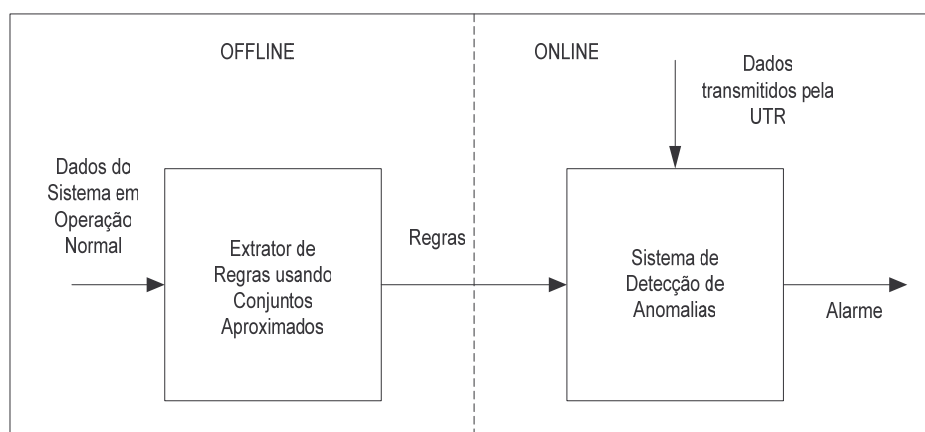 OFFLINE
ONLINE
Dados
transmitidos pela
UTR
Dados do
Sistema em
Operação
Normal
Extrator de
Regras usando
Conjuntos
Aproximados
Regras
Sistema de
Detecção de
Anomalias
Alarme